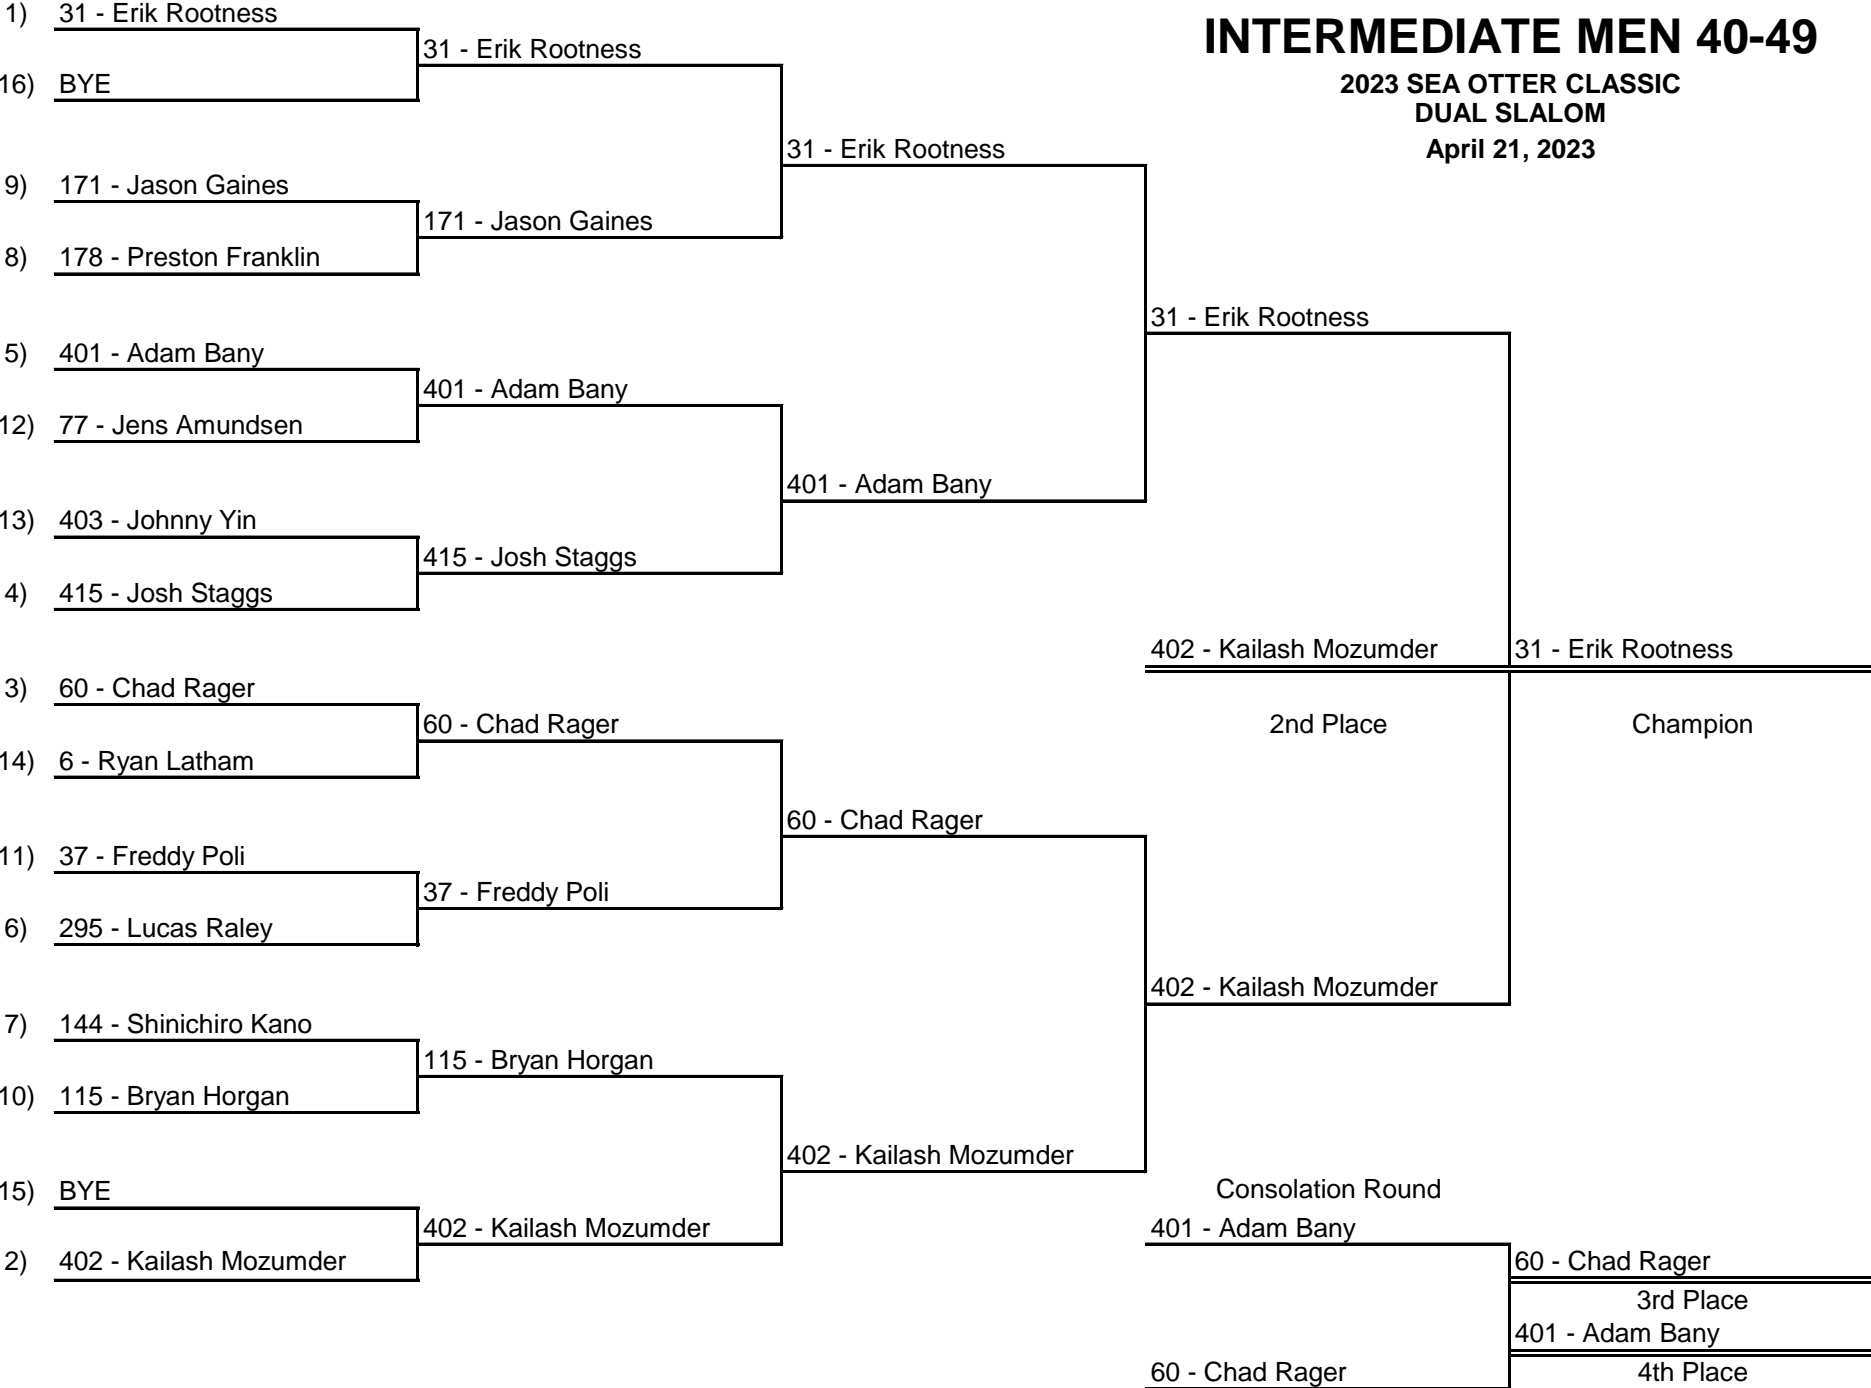 INTERMEDIATE MEN 40-49
2023 SEA OTTER CLASSIC
DUAL SLALOM
April 21, 2023
1) 31 - Erik Rootness
16) BYE
9) 171 - Jason Gaines
8) 178 - Preston Franklin
5) 401 - Adam Bany
12) 77 - Jens Amundsen
13) 403 - Johnny Yin
4) 415 - Josh Staggs
3) 60 - Chad Rager
14) 6 - Ryan Latham
11) 37 - Freddy Poli
6) 295 - Lucas Raley
7) 144 - Shinichiro Kano
10) 115 - Bryan Horgan
15) BYE
2) 402 - Kailash Mozumder
31 - Erik Rootness
171 - Jason Gaines
401 - Adam Bany
415 - Josh Staggs
60 - Chad Rager
37 - Freddy Poli
115 - Bryan Horgan
402 - Kailash Mozumder
31 - Erik Rootness
401 - Adam Bany
60 - Chad Rager
402 - Kailash Mozumder
31 - Erik Rootness
402 - Kailash Mozumder
402 - Kailash Mozumder
2nd Place
31 - Erik Rootness
Champion
Consolation Round
401 - Adam Bany
60 - Chad Rager
60 - Chad Rager
3rd Place
401 - Adam Bany
4th Place